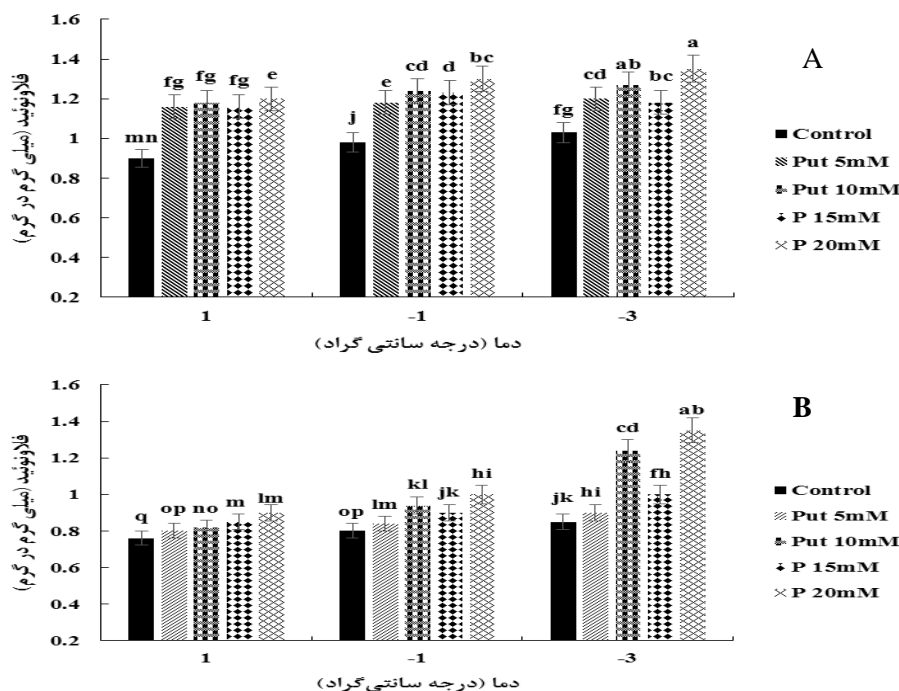 A
فلاونوئید (میلی گرم در گرم)
1.6
1.4
1.2
1
0.8
0.6
0.4
0.2
mn fg fg fg e
j e cd d bc
fg cd ab bc a
1 -1 -3
دما (درجه سانتی گراد)
Control
Put 5mM
Put 10mM
P 15mM
P 20mM
B
فلاونوئید (میلی گرم در گرم)
1.6
1.4
1.2
1
0.8
0.6
0.4
0.2
q op no m lm
op lm kl jk hi
jk hi cd fh ab
1 -1 -3
دما (درجه سانتی‌گراد)
Control
Put 5mM
Put 10mM
P 15mM
P 20mM